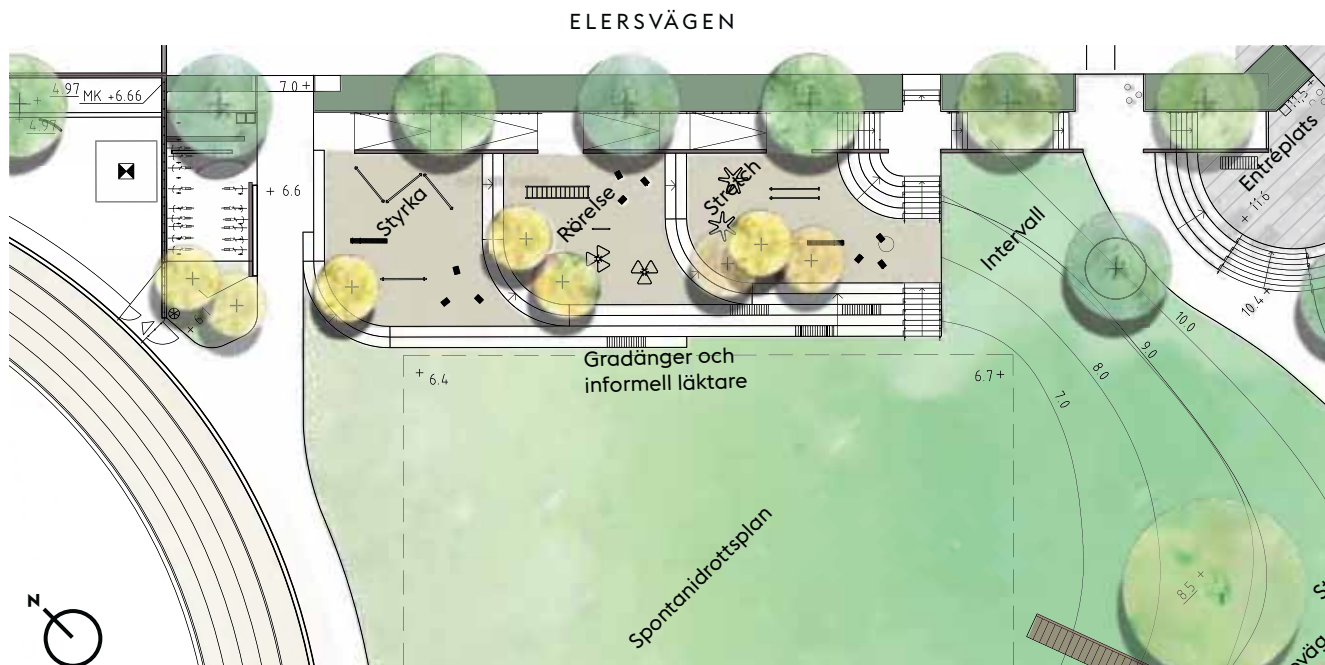 ELERSVÄGEN
4.97
MK +6.66
4.97
7.0 +
+ 6.6
Styrka
Rörelse
Stretch
Intervall
Entreplats
+ 11.6
11.5
10.4 +
10.0
9.0
8.0
7.0
Gradänger och
informell läktare
+ 6.4
6.7 +
Spontanidrottsplan
8.5 +
N